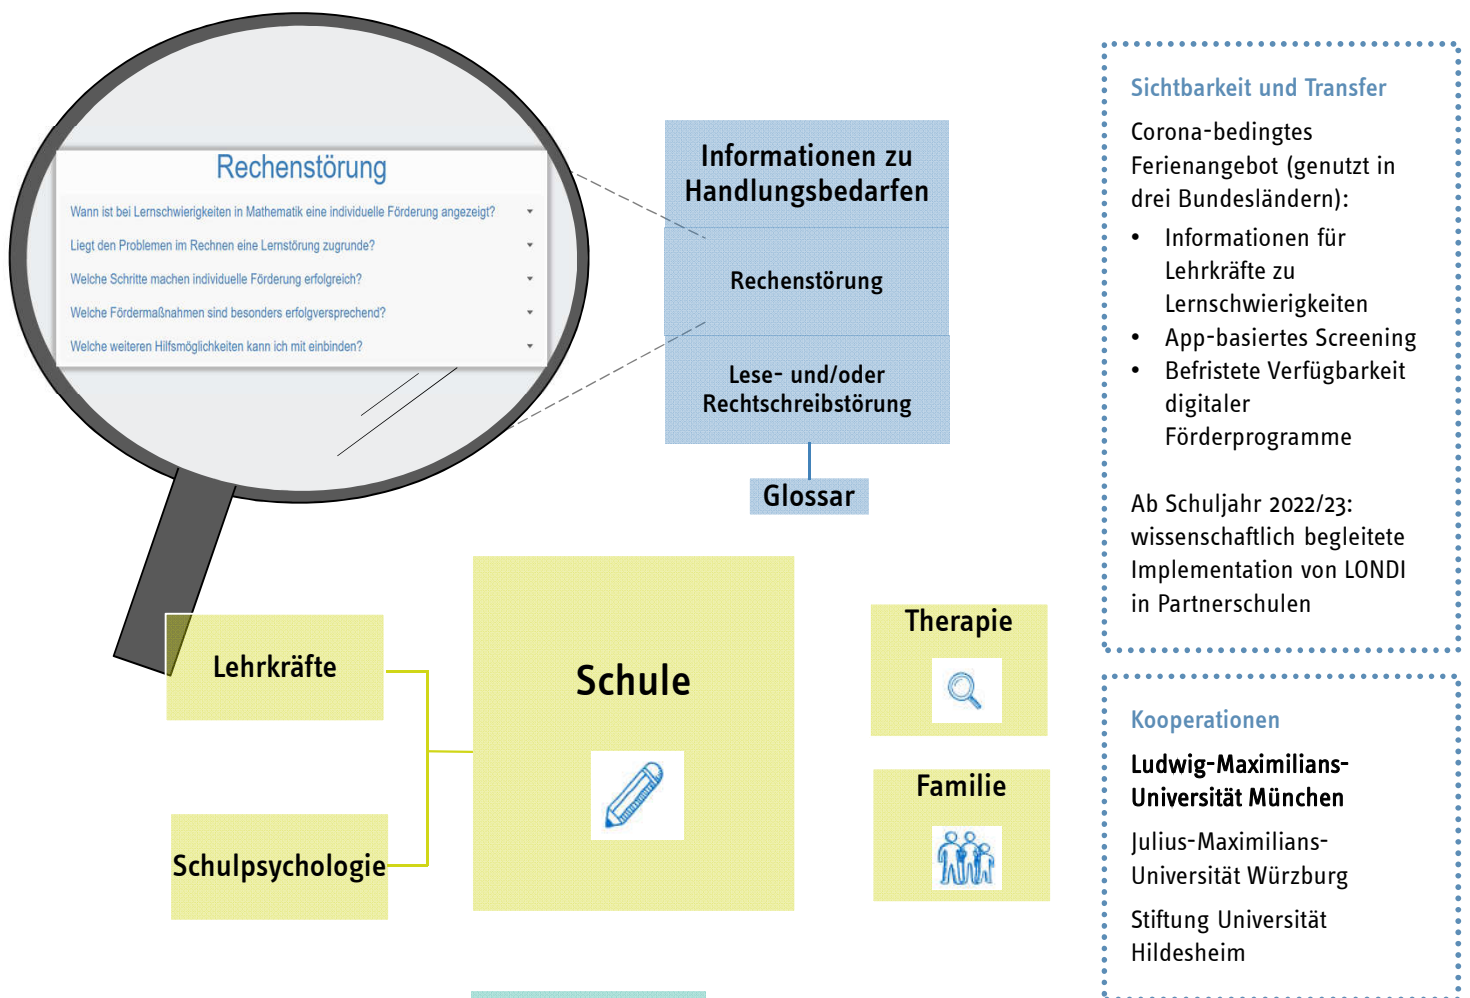 Rechenstörung
Wann ist bei Lernschwierigkeiten in Mathematik eine individuelle Förderung angezeigt?
Liegt den Problemen im Rechnen eine Lernstörung zugrunde?
Welche Schritte machen individuelle Förderung erfolgreich?
Welche Fördermaßnahmen sind besonders erfolgversprechend?
Welche weiteren Hilfsmöglichkeiten kann ich mit einbinden?
Informationen zu
Handlungsbedarfen
Rechenstörung
Lese- und/oder
Rechtschreibstörung
Glossar
Lehrkräfte
Schulpsychologie
Schule
Therapie
Familie
Sichtbarkeit und Transfer
Corona-bedingtes
Ferienangebot (genutzt in
drei Bundesländern):
• Informationen für
Lehrkräfte zu
Lernschwierigkeiten
• App-basiertes Screening
• Befristete Verfügbarkeit
digitaler
Förderprogramme
Ab Schuljahr 2022/23:
wissenschaftlich begleitete
Implementation von LONDI
in Partnerschulen
Kooperationen
Ludwig-Maximilians-
Universität München
Julius-Maximilians-
Universität Würzburg
Stiftung Universität
Hildesheim